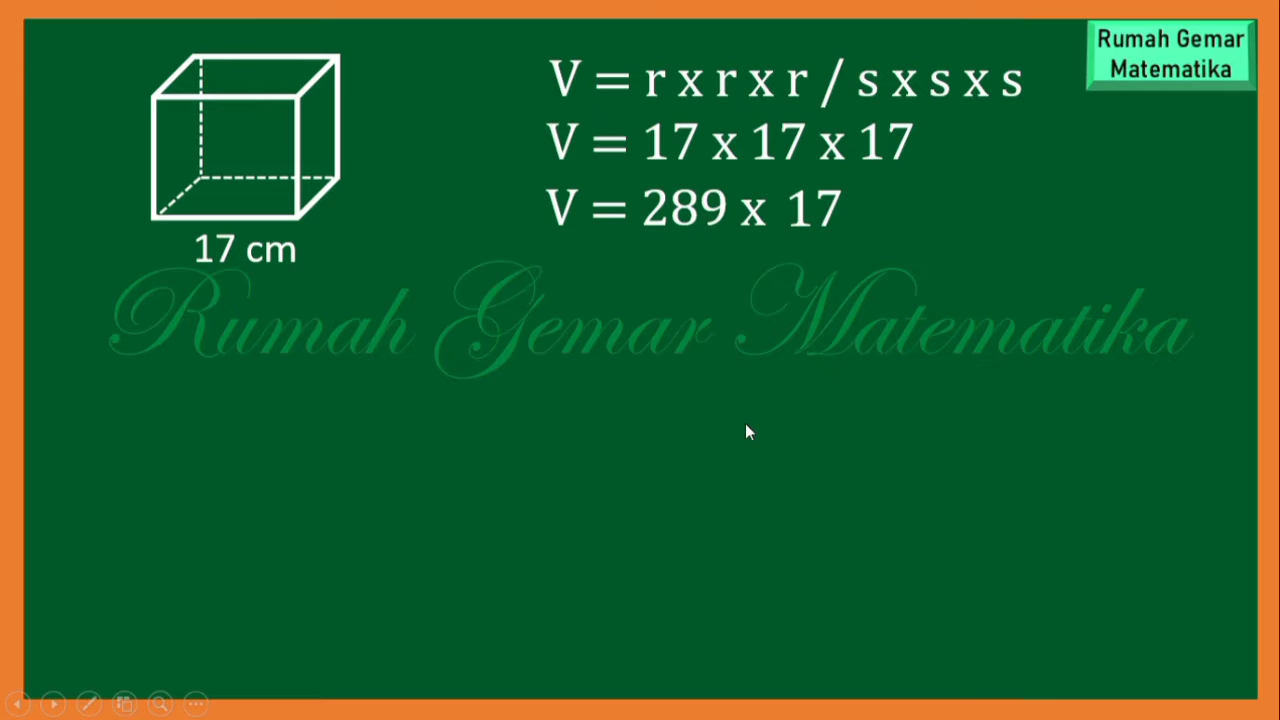 Rumah Gemar
Matematika
V = r x r x r / s x s x s
V = 17 x 17 x 17
V = 289 x 17
17 cm
Rumah Gemar Matematika